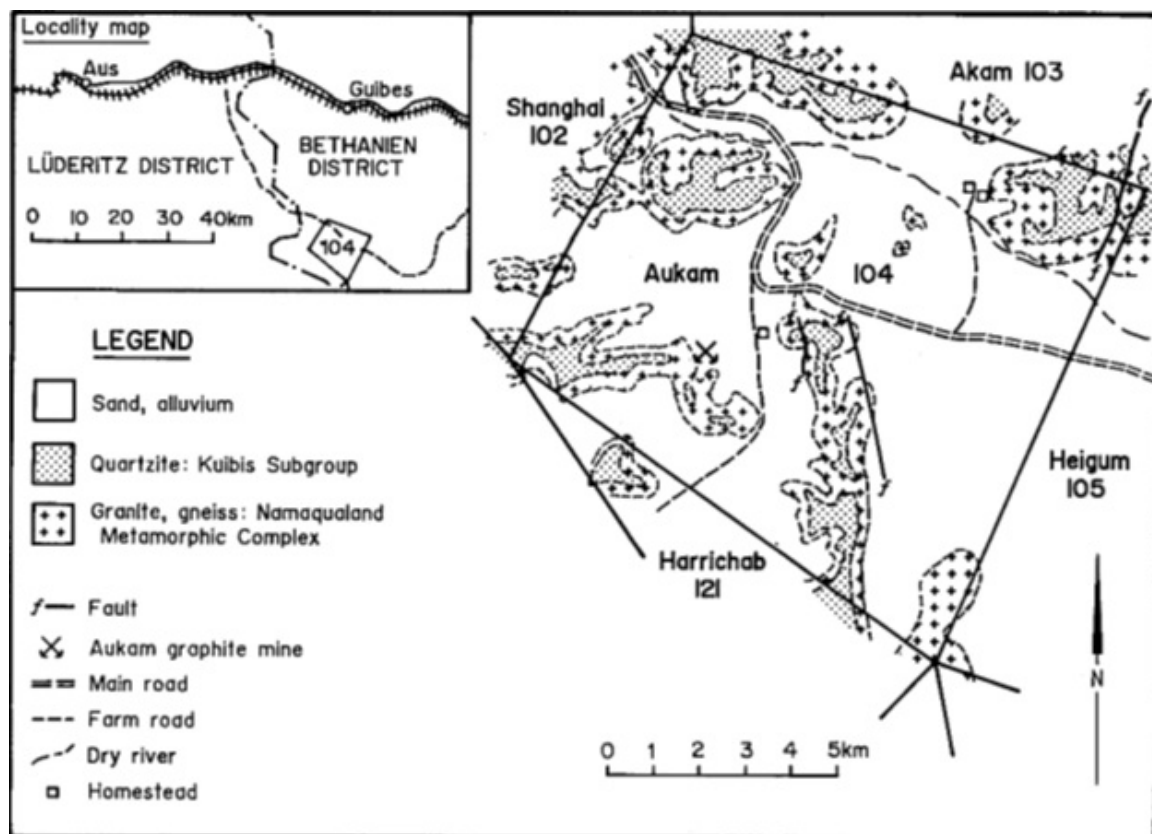 Locality map
Aus
Guibes
LÜDERITZ DISTRICT
BETHANIEN
DISTRICT
0 10 20 30 40km
104
LEGEND
Sand, alluvium
Quartzite: Kuibis Subgroup
Granite, gneiss: Namaqualand
Metamorphic Complex
f Fault
Aukam graphite mine
Main road
Farm road
Dry river
Homestead
Akam 103
Shanghai
102
f
Aukam
104
f
f
f
Heigum
105
Harrichab
121
0 1 2 3 4 5km
N